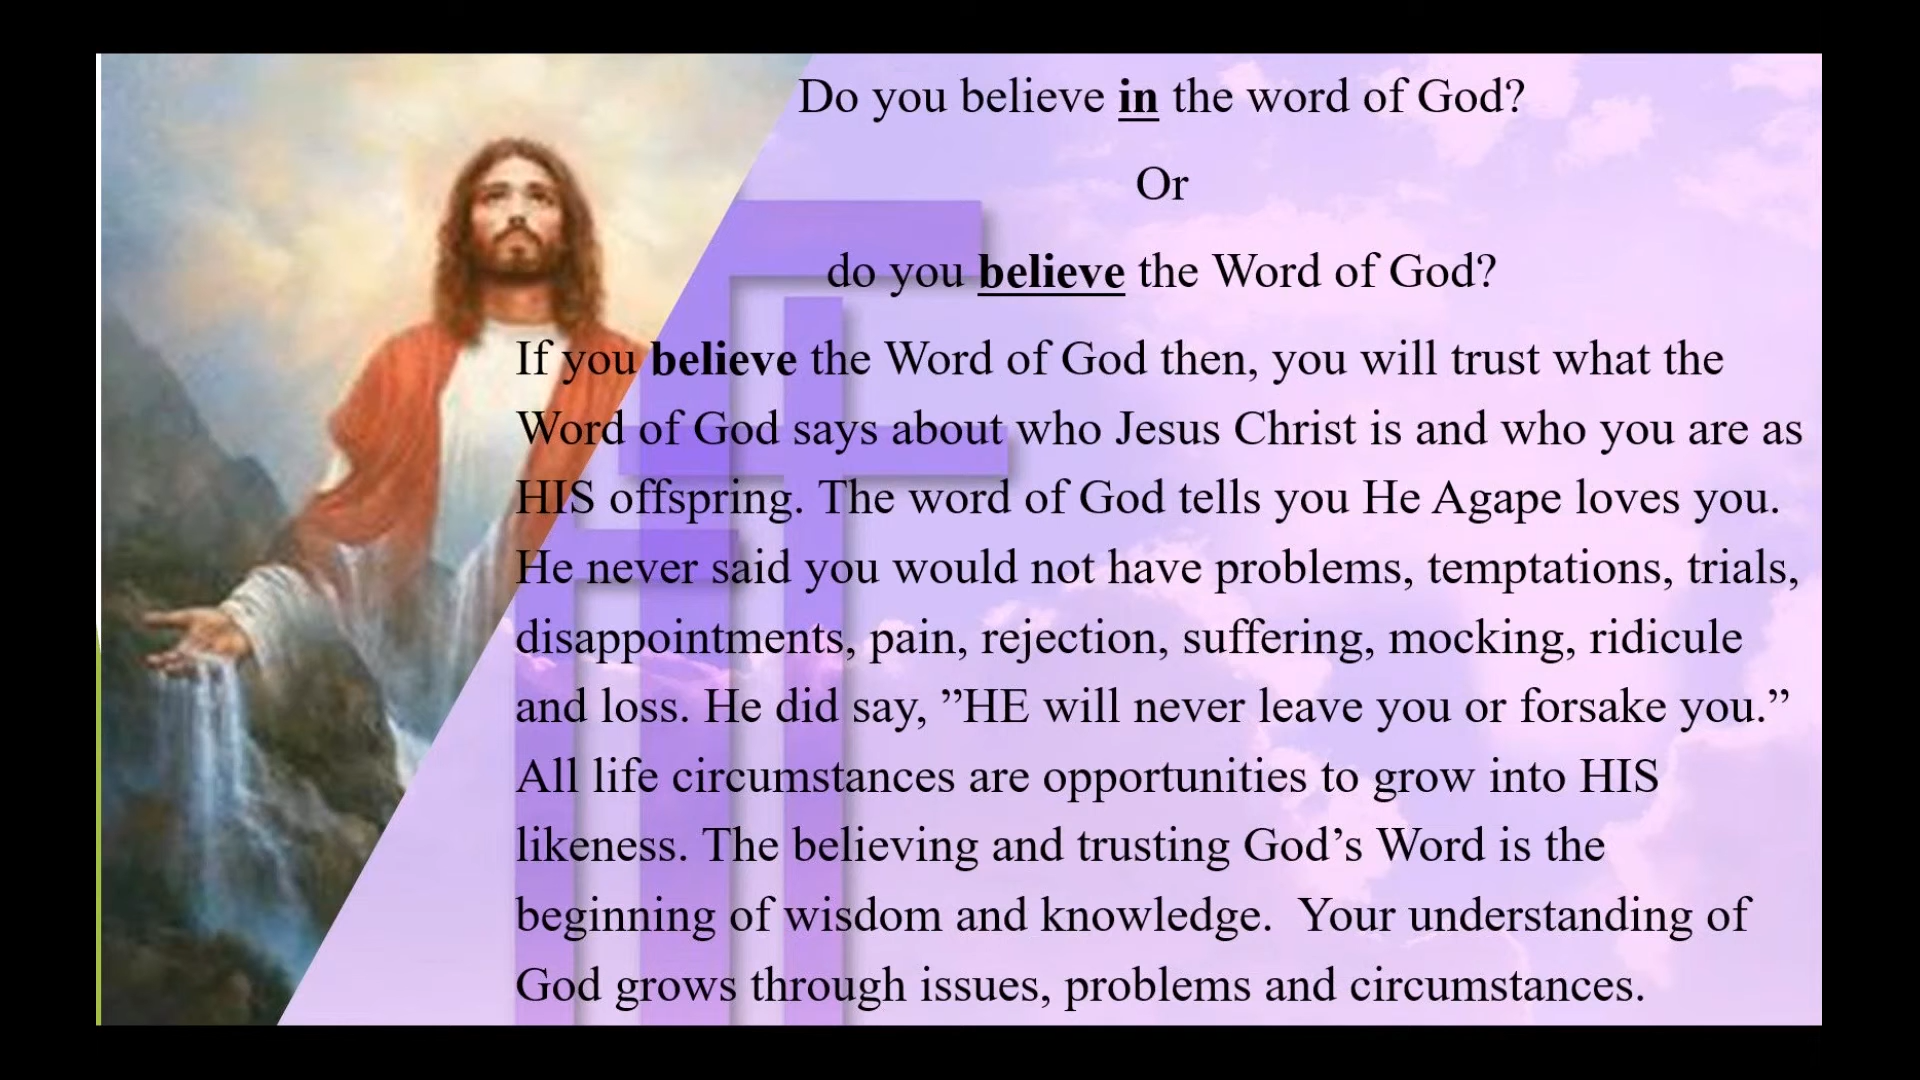 Do you believe in the word of God?
Or
do you believe the Word of God?
If you believe the Word of God then, you will trust what the
Word of God says about who Jesus Christ is and who you are as
HIS offspring. The word of God tells you He Agape loves you.
He never said you would not have problems, temptations, trials,
disappointments, pain, rejection, suffering, mocking, ridicule
and loss. He did say, ”HE will never leave you or forsake you.”
All life circumstances are opportunities to grow into HIS
likeness. The believing and trusting God’s Word is the
beginning of wisdom and knowledge.  Your understanding of
God grows through issues, problems and circumstances.